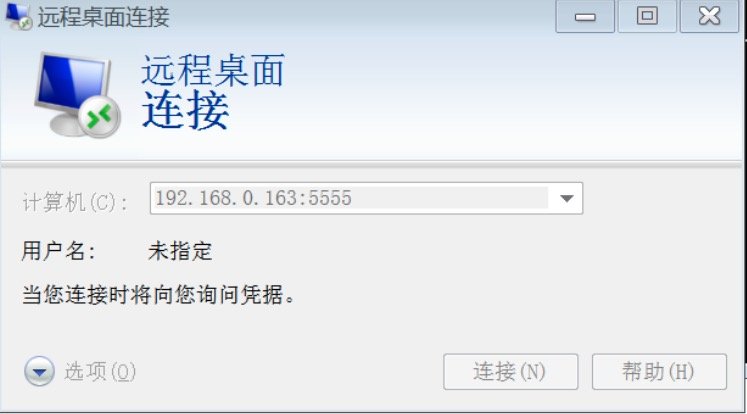 远程桌面连接
远程桌面
连接
计算机(C): 192.168.0.163:5555
用户名: 未指定
当您连接时将向您询问凭据。
选项(O) 连接(N) 帮助(H)